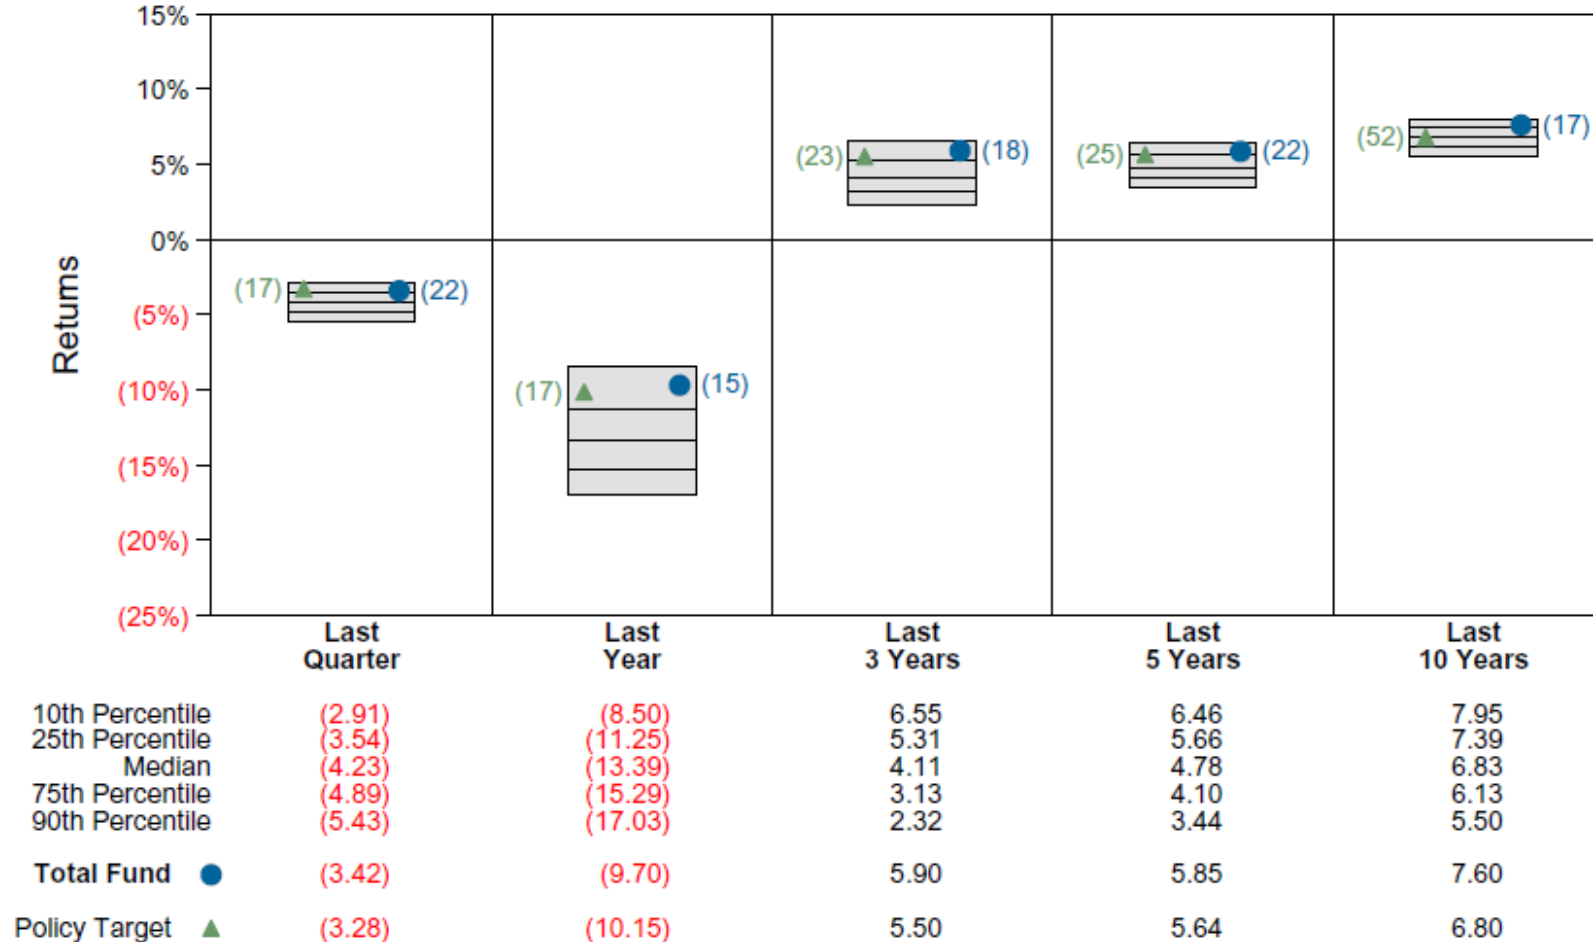 15%
10%
5%
0%
(5%)
(10%)
(15%)
(20%)
(25%)
Returns
(17) (22)
(17) (15)
(23) (18)
(25) (22)
(52) (17)
Last Quarter Last Year Last 3 Years Last 5 Years Last 10 Years
10th Percentile (2.91) (8.50) 6.55 6.46 7.95
25th Percentile (3.54) (11.25) 5.31 5.66 7.39
Median (4.23) (13.39) 4.11 4.78 6.83
75th Percentile (4.89) (15.29) 3.13 4.10 6.13
90th Percentile (5.43) (17.03) 2.32 3.44 5.50
Total Fund (3.42) (9.70) 5.90 5.85 7.60
Policy Target (3.28) (10.15) 5.50 5.64 6.80